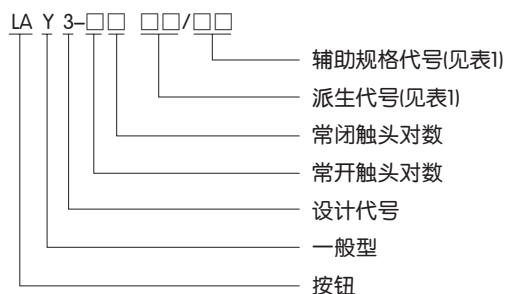 LA Y 3-□□ □□/□□
辅助规格代号(见表1)
派生代号(见表1)
常闭触头对数
常开触头对数
设计代号
一般型
按钮